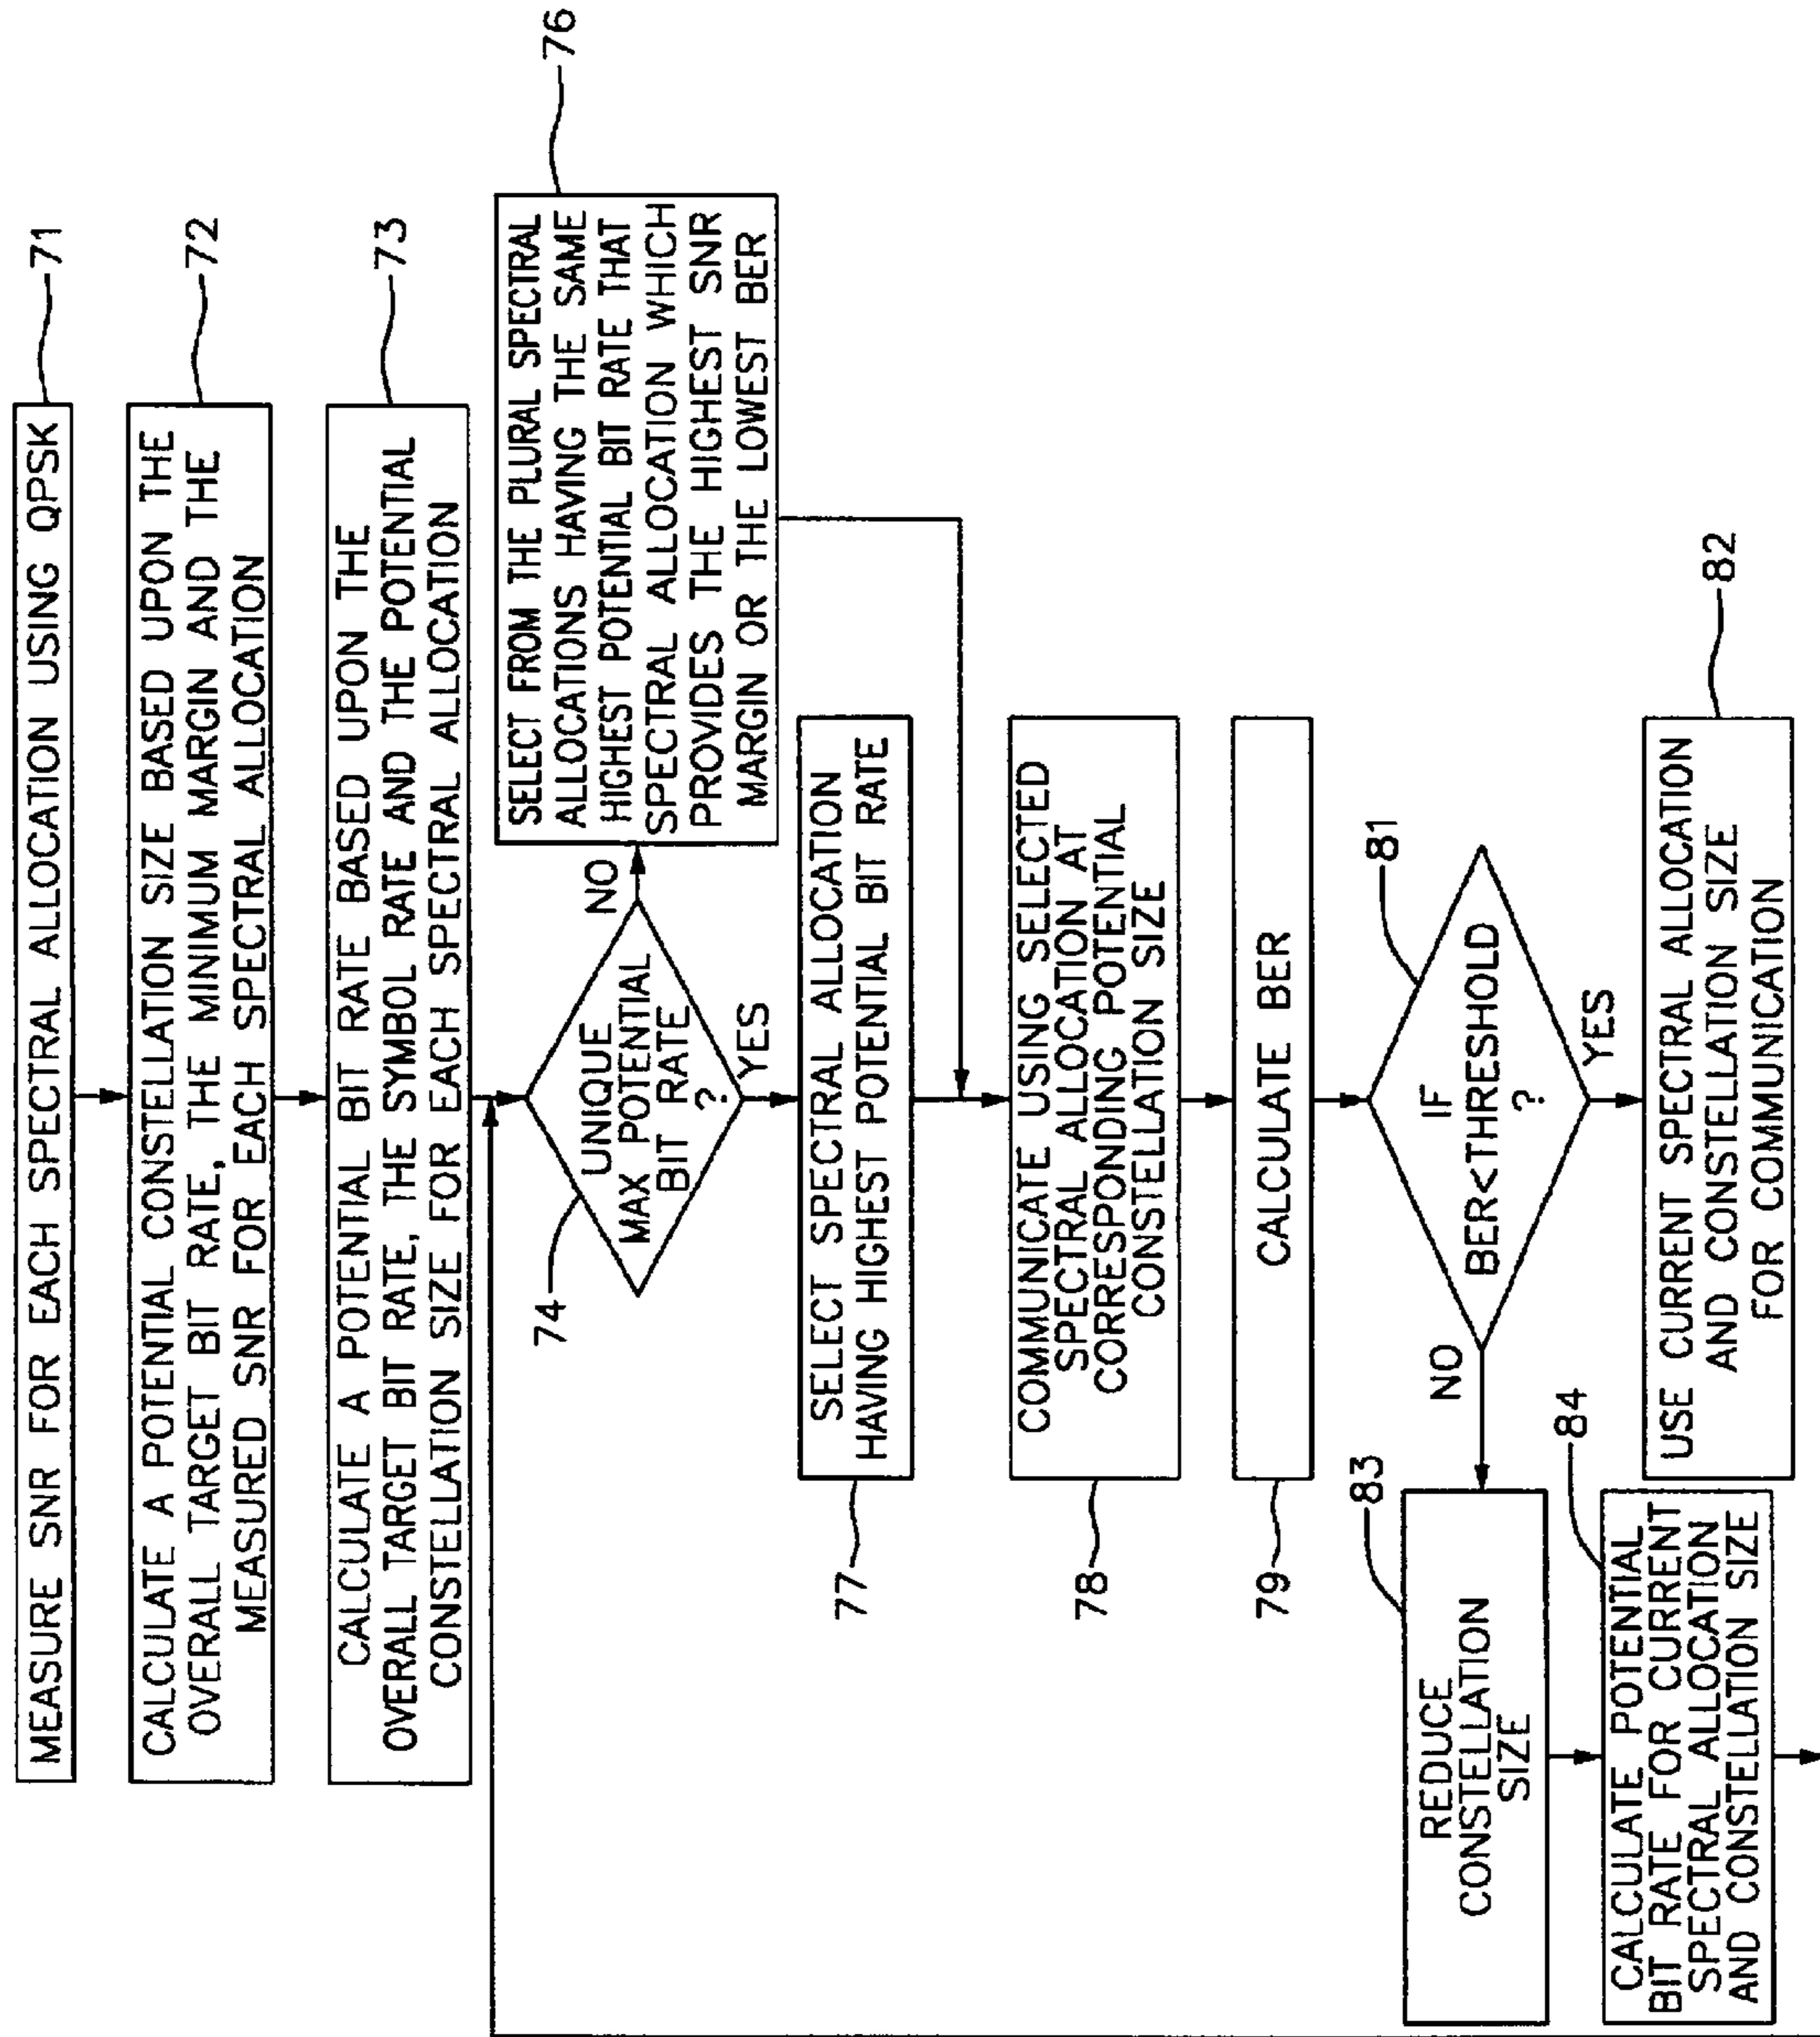 MEASURE SNR FOR EACH SPECTRAL ALLOCATION USING QPSK
71
CALCULATE A POTENTIAL CONSTELLATION SIZE BASED UPON THE
OVERALL TARGET BIT RATE, THE MINIMUM MARGIN AND THE
MEASURED SNR FOR EACH SPECTRAL ALLOCATION
72
CALCULATE A POTENTIAL BIT RATE BASED UPON THE
OVERALL TARGET BIT RATE, THE SYMBOL RATE AND THE POTENTIAL
CONSTELLATION SIZE FOR EACH SPECTRAL ALLOCATION
73
74
UNIQUE
MAX POTENTIAL
BIT RATE
?
NO
YES
SELECT FROM THE PLURAL SPECTRAL
ALLOCATIONS HAVING THE SAME
HIGHEST POTENTIAL BIT RATE THAT
SPECTRAL ALLOCATION WHICH
PROVIDES THE HIGHEST SNR
MARGIN OR THE LOWEST BER
76
SELECT SPECTRAL ALLOCATION
HAVING HIGHEST POTENTIAL BIT RATE
77
COMMUNICATE USING SELECTED
SPECTRAL ALLOCATION AT
CORRESPONDING POTENTIAL
CONSTELLATION SIZE
78
CALCULATE BER
79
IF
BER<THRESHOLD
?
81
NO
YES
REDUCE
CONSTELLATION
SIZE
83
CALCULATE POTENTIAL
BIT RATE FOR CURRENT
SPECTRAL ALLOCATION
AND CONSTELLATION SIZE
84
USE CURRENT SPECTRAL ALLOCATION
AND CONSTELLATION SIZE
FOR COMMUNICATION
82